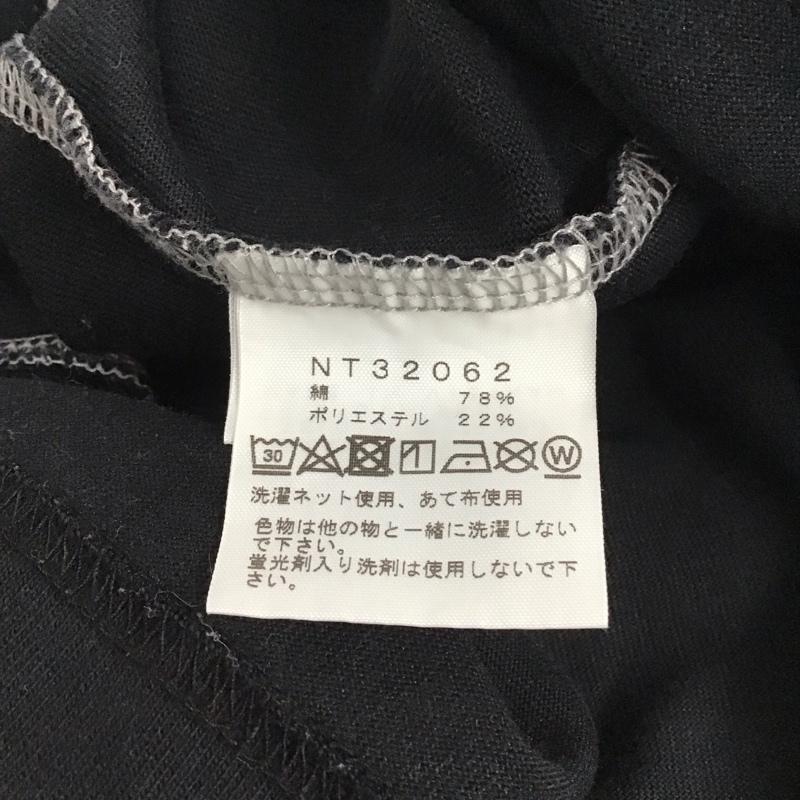 NT32062
綿 78%
ポリエステル 22%
30 W
洗濯ネット使用、あて布使用
色物は他の物と一緒に洗濯しない
で下さい。
蛍光剤入り洗剤は使用しないで下
さい。